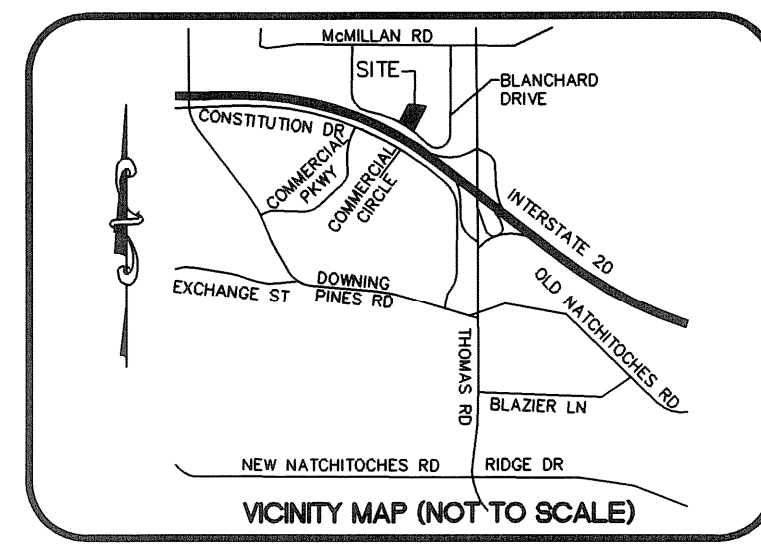 McMILLAN RD
SITE
BLANCHARD
DRIVE
CONSTITUTION DR
COMMERCIAL
PKWY
COMMERCIAL
CIRCLE
INTERSTATE 20
EXCHANGE ST
DOWNING
PINES RD
OLD NATCHITOCHES RD
THOMAS RD
BLAZIER LN
NEW NATCHITOCHES RD
RIDGE DR
VICINITY MAP (NOT TO SCALE)